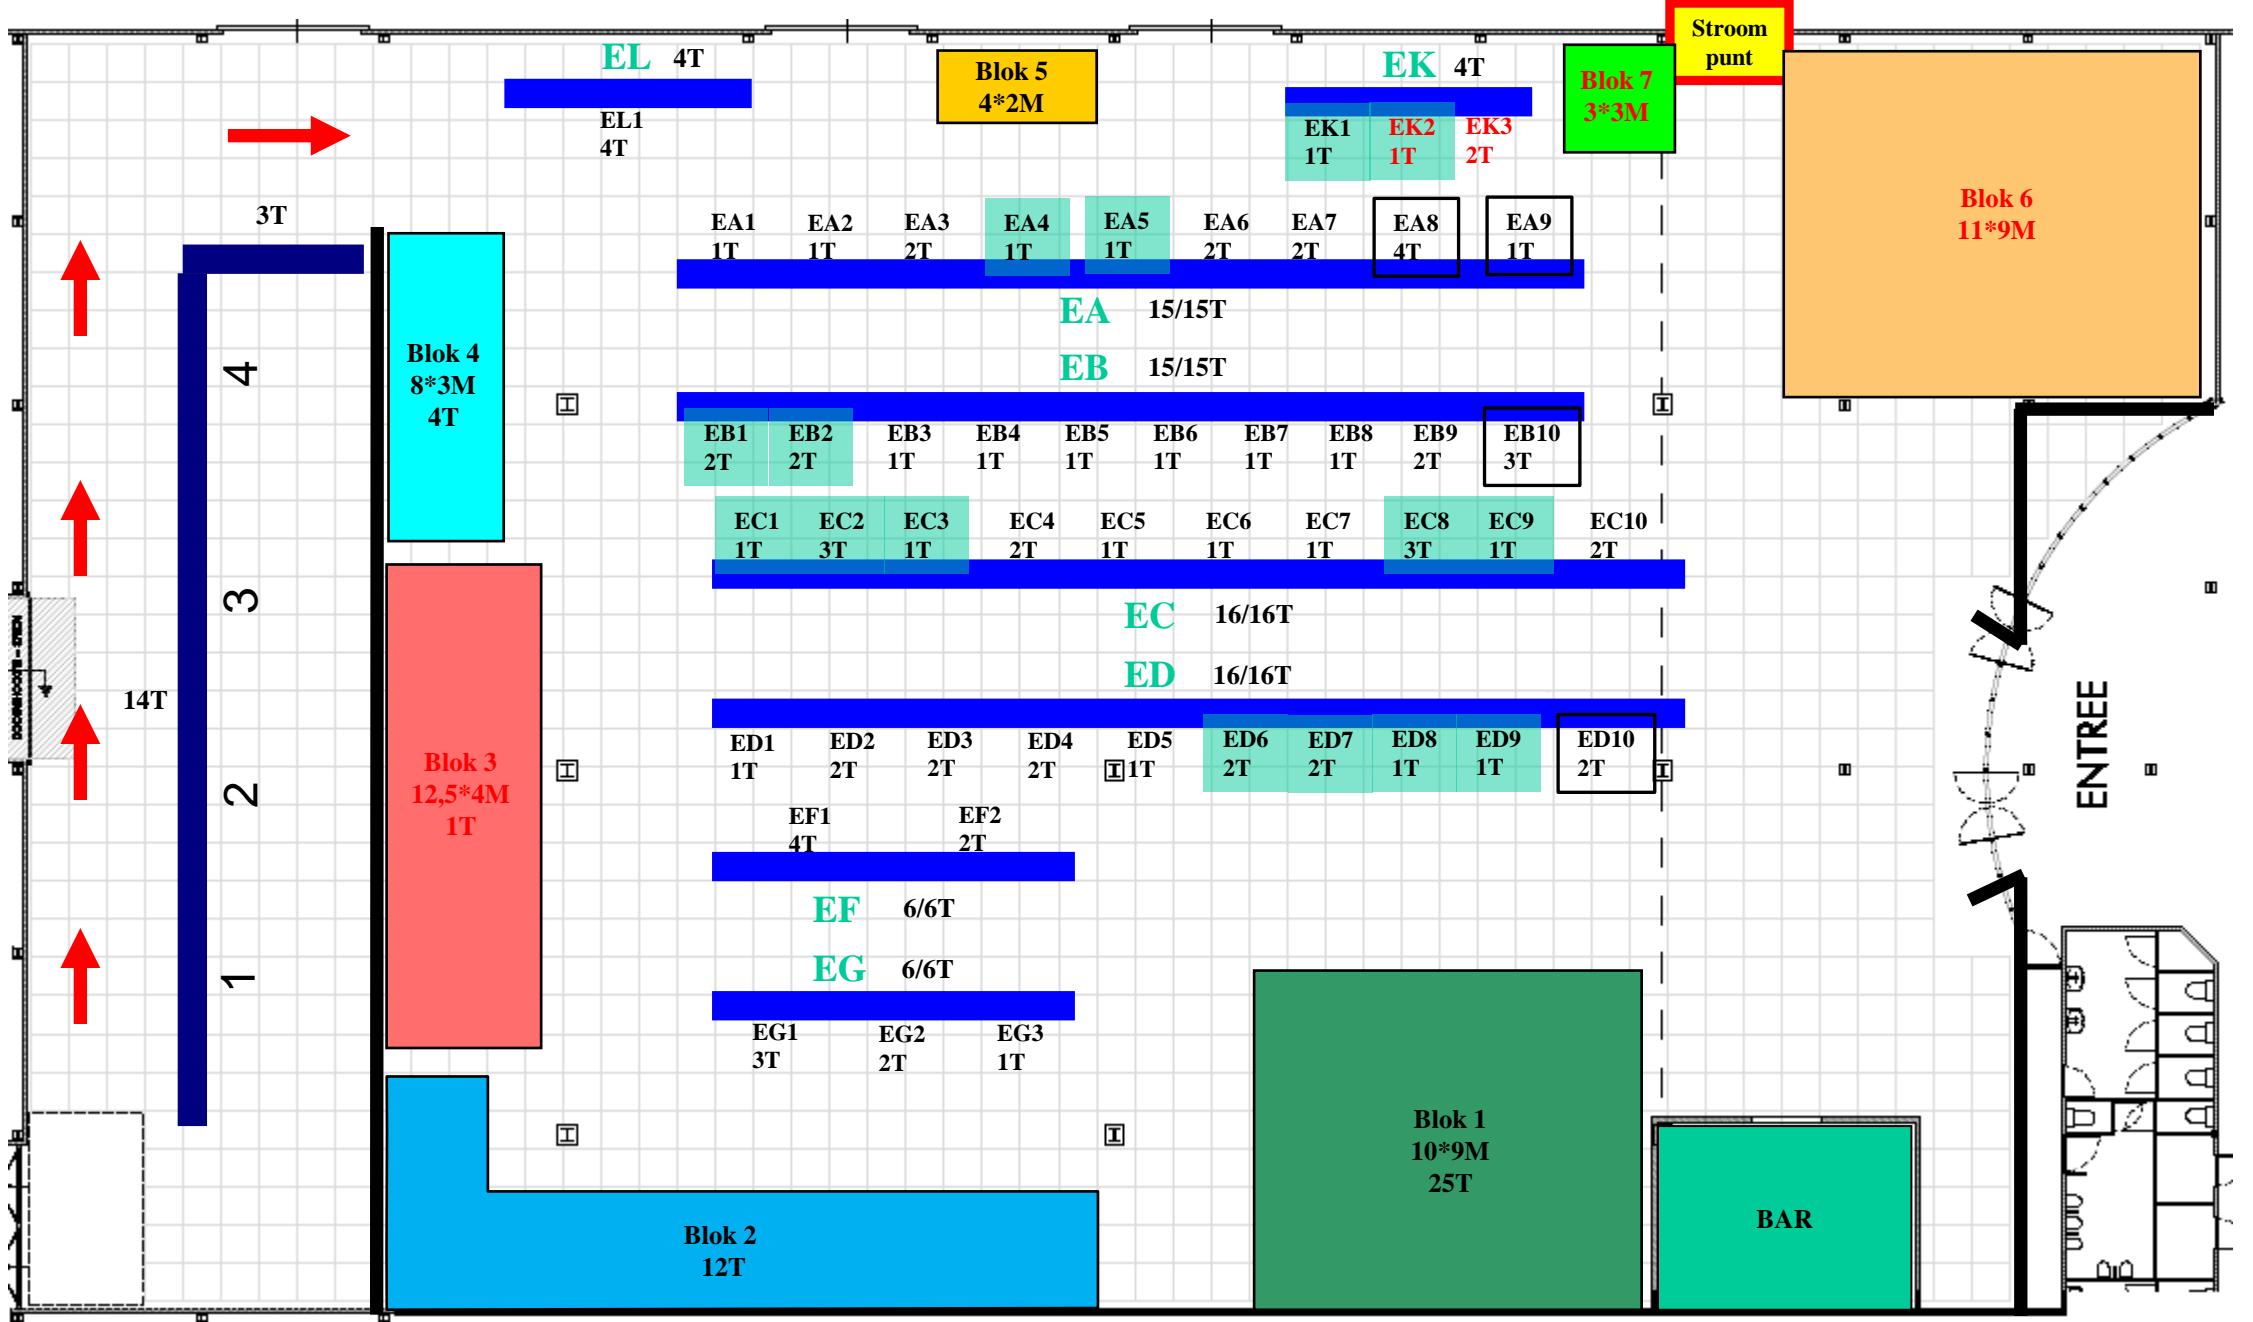 Stroom
punt
EL 4T
EL1
4T
Blok 5
4*2M
EK 4T
EK1 EK2 EK3
1T 1T 2T
Blok 7
3*3M
Blok 6
11*9M
3T
EA1 EA2 EA3 EA4 EA5 EA6 EA7 EA8 EA9
1T 1T 2T 1T 1T 2T 2T 4T 1T
EA 15/15T
EB 15/15T
Blok 4
8*3M
4T
4
EB1 EB2 EB3 EB4 EB5 EB6 EB7 EB8 EB9 EB10
2T 2T 1T 1T 1T 1T 1T 1T 2T 3T
EC1 EC2 EC3 EC4 EC5 EC6 EC7 EC8 EC9 EC10
1T 3T 1T 2T 1T 1T 1T 3T 1T 2T
3
EC 16/16T
ED 16/16T
14T
ENTREE
ED1 ED2 ED3 ED4 ED5 ED6 ED7 ED8 ED9 ED10
1T 2T 2T 2T 1T 2T 2T 1T 1T 2T
Blok 3
12,5*4M
1T
2
EF1 EF2
4T 2T
EF 6/6T
EG 6/6T
1
EG1 EG2 EG3
3T 2T 1T
Blok 1
10*9M
25T
Blok 2
12T
BAR